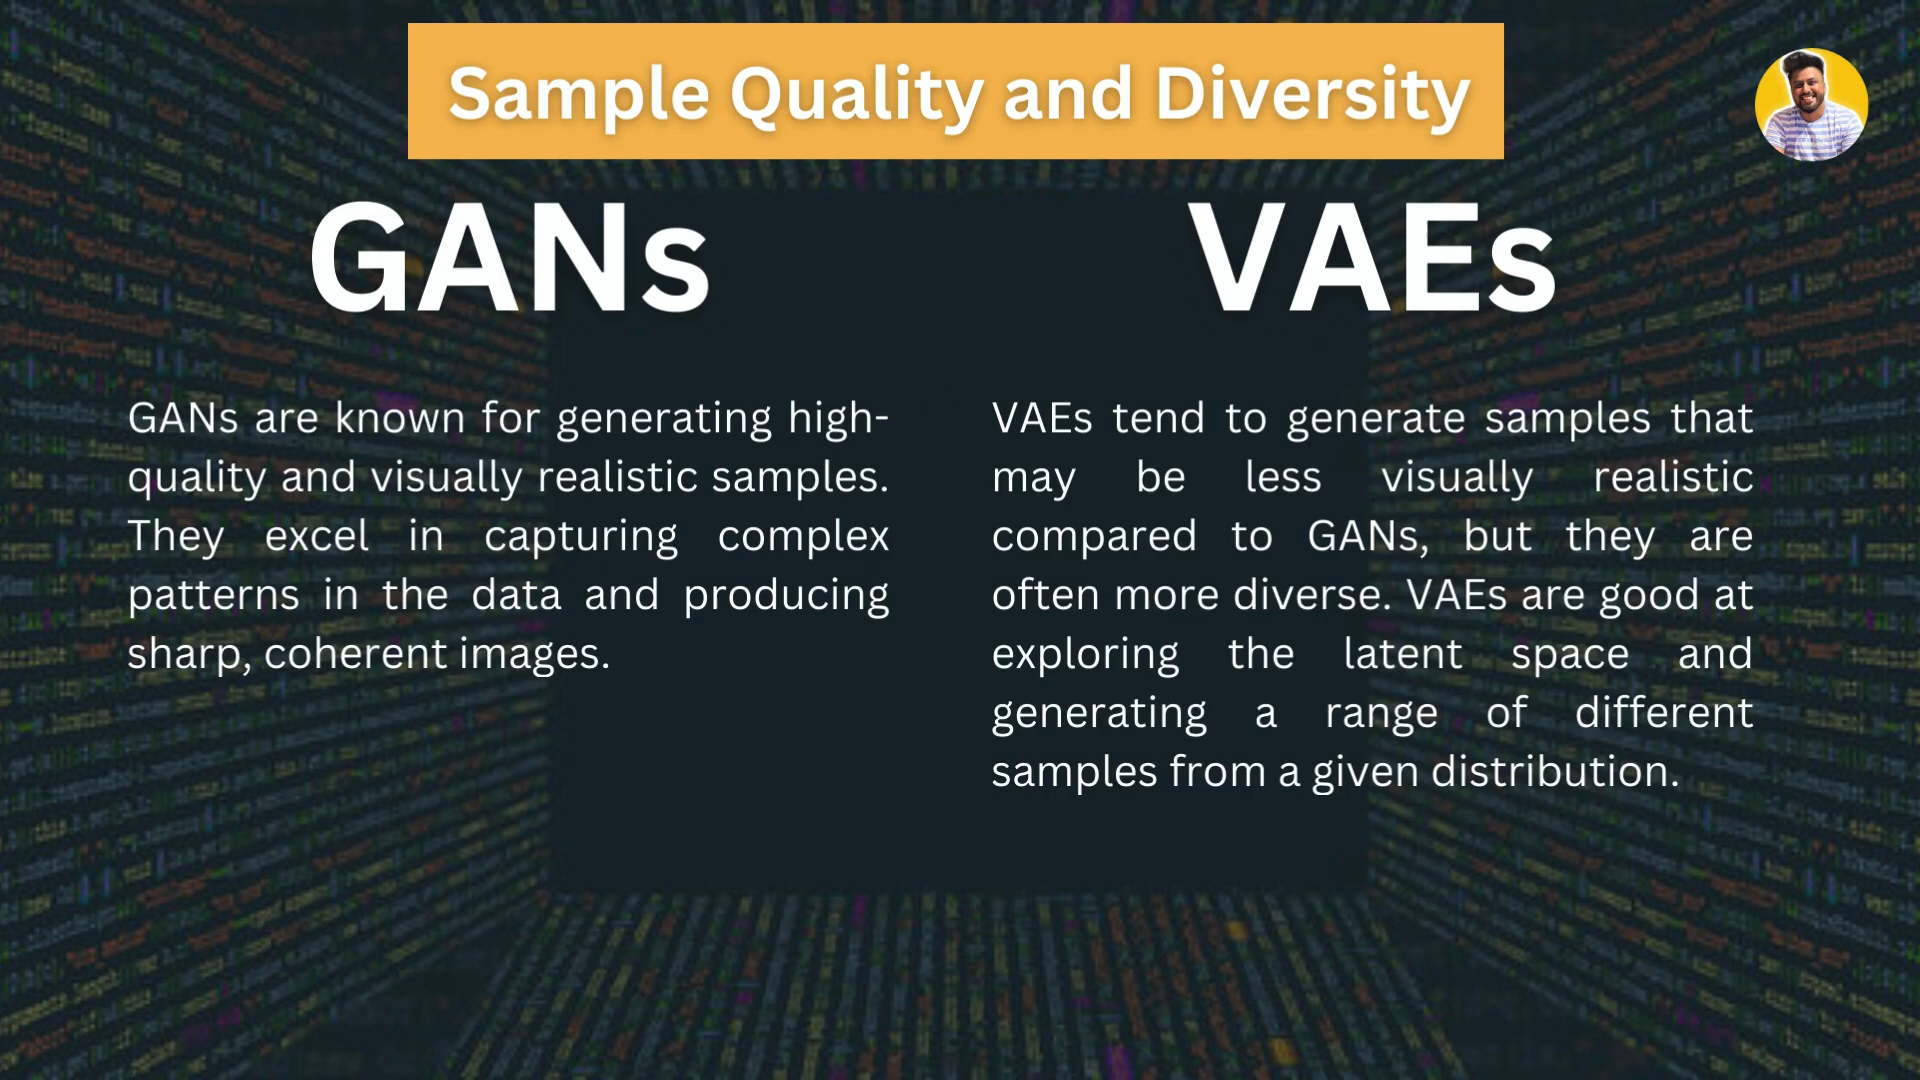 Sample Quality and Diversity
GANs
GANs are known for generating high-
quality and visually realistic samples.
They excel in capturing complex
patterns in the data and producing
sharp, coherent images.
VAEs
VAEs tend to generate samples that
may be less visually realistic
compared to GANs, but they are
often more diverse. VAEs are good at
exploring the latent space and
generating a range of different
samples from a given distribution.